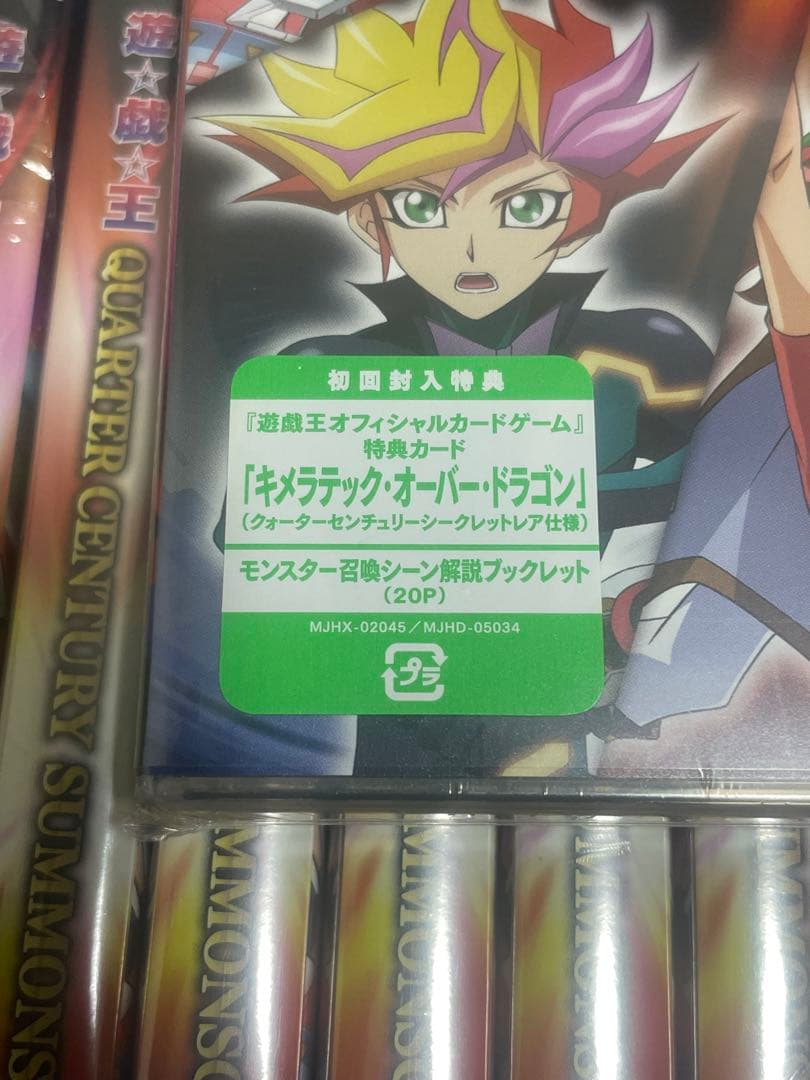 遊☆戯☆王
QUARTER CENTURY SUMMONS
初回封入特典
『遊戯王オフィシャルカードゲーム』
特典カード
「キメラテック・オーバー・ドラゴン」
(クォーターセンチュリーシークレットレア仕様)
モンスター召喚シーン解説ブックレット
(20P)
MJHX-02045／MJHD-05034
プラ